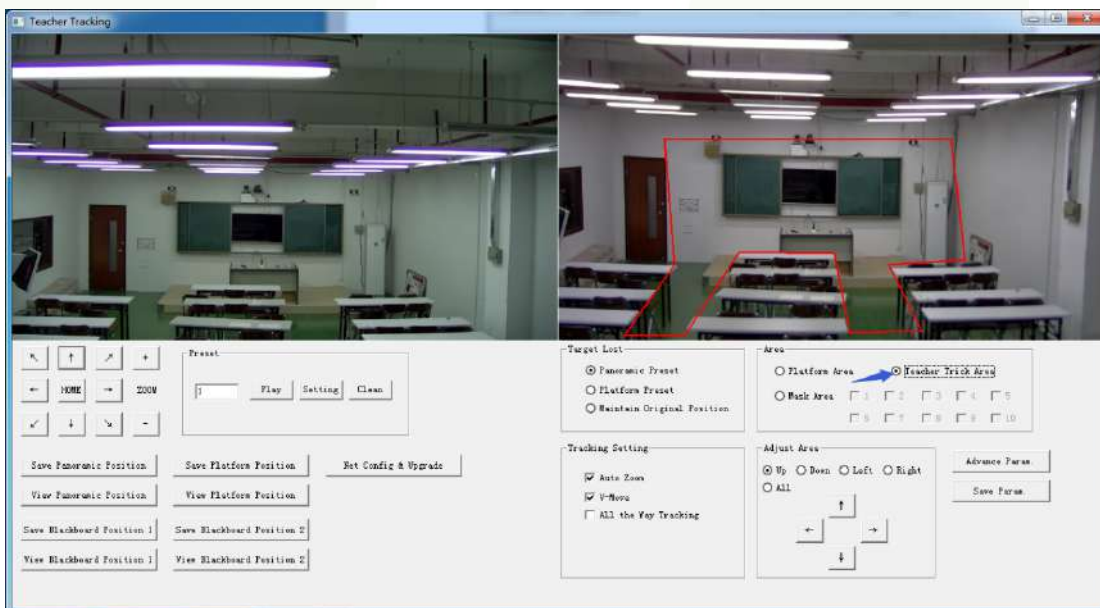 Teacher Tracking
↖ ↑ ↗ +
← HOME → ZOOM
↙ ↓ ↘ -
Preset
1 Play Setting Clean
Save Panoramic Position Save Platform Position Net Config & Upgrade
View Panoramic Position View Platform Position
Save Blackboard Position 1 Save Blackboard Position 2
View Blackboard Position 1 View Blackboard Position 2
Target Lost
Panoramic Preset
Platform Preset
Maintain Original Position
Area
Platform Area Teacher Trick Area
Mask Area 1 2 3 4 5
6 7 8 9 10
Tracking Setting
Auto Zoom
V-Move
All the Way Tracking
Adjust Area
Up Down Left Right
All
↑
← →
↓
Advance Param.
Save Param.